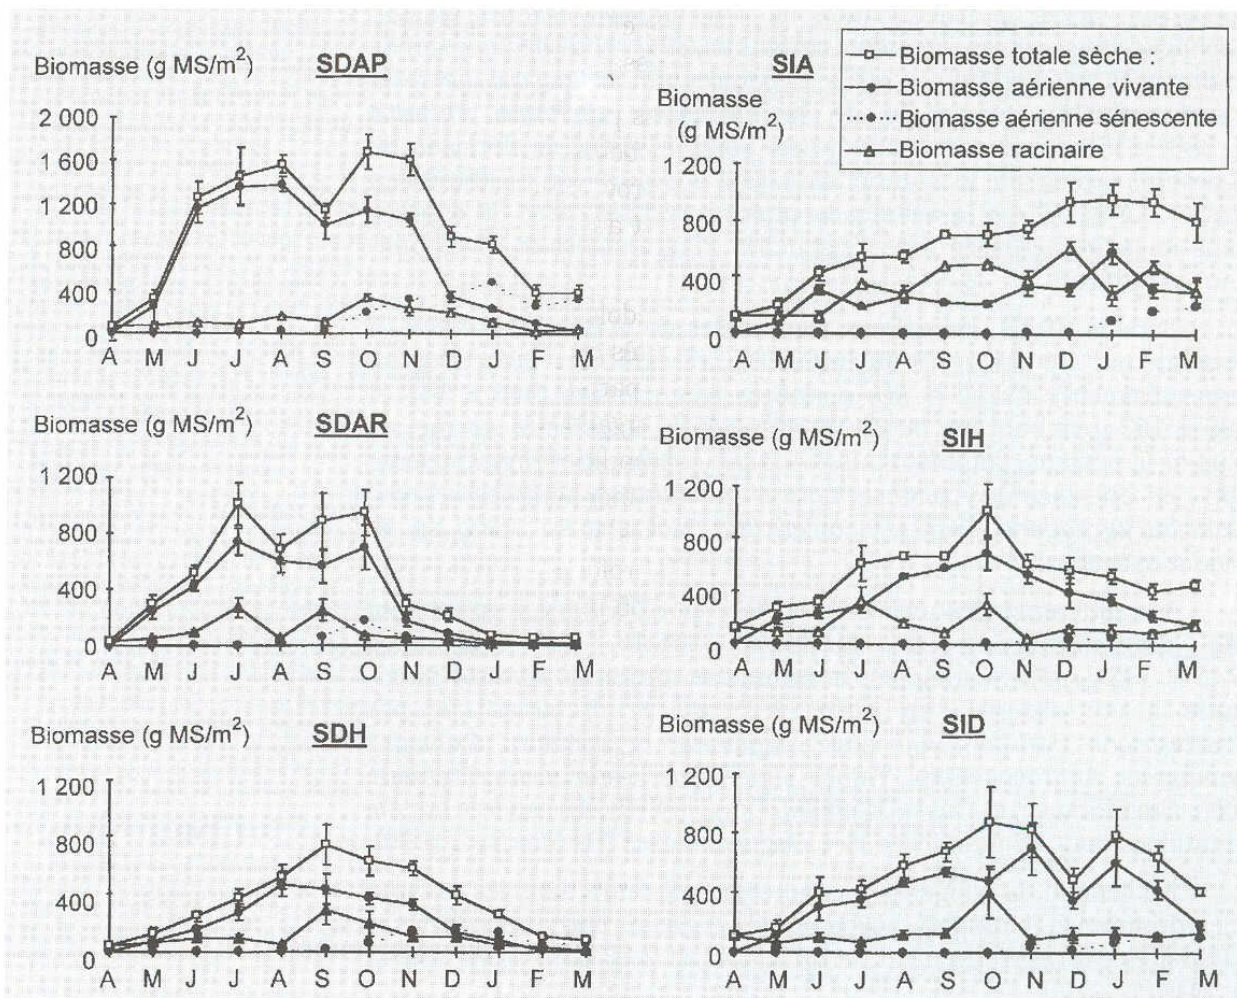 Biomasse (g MS/m²)
SDAP
2 000
1 600
1 200
800
400
0
A M J J A S O N D J F M
SIA
Biomasse
(g MS/m²)
Biomasse totale sèche :
Biomasse aérienne vivante
Biomasse aérienne sénescente
Biomasse racinaire
1 200
800
400
0
A M J J A S O N D J F M
Biomasse (g MS/m²)
SDAR
1 200
800
400
0
A M J J A S O N D J F M
Biomasse (g MS/m²)
SIH
1 200
800
400
0
A M J J A S O N D J F M
Biomasse (g MS/m²)
SDH
1 200
800
400
0
A M J J A S O N D J F M
Biomasse (g MS/m²)
SID
1 200
800
400
0
A M J J A S O N D J F M